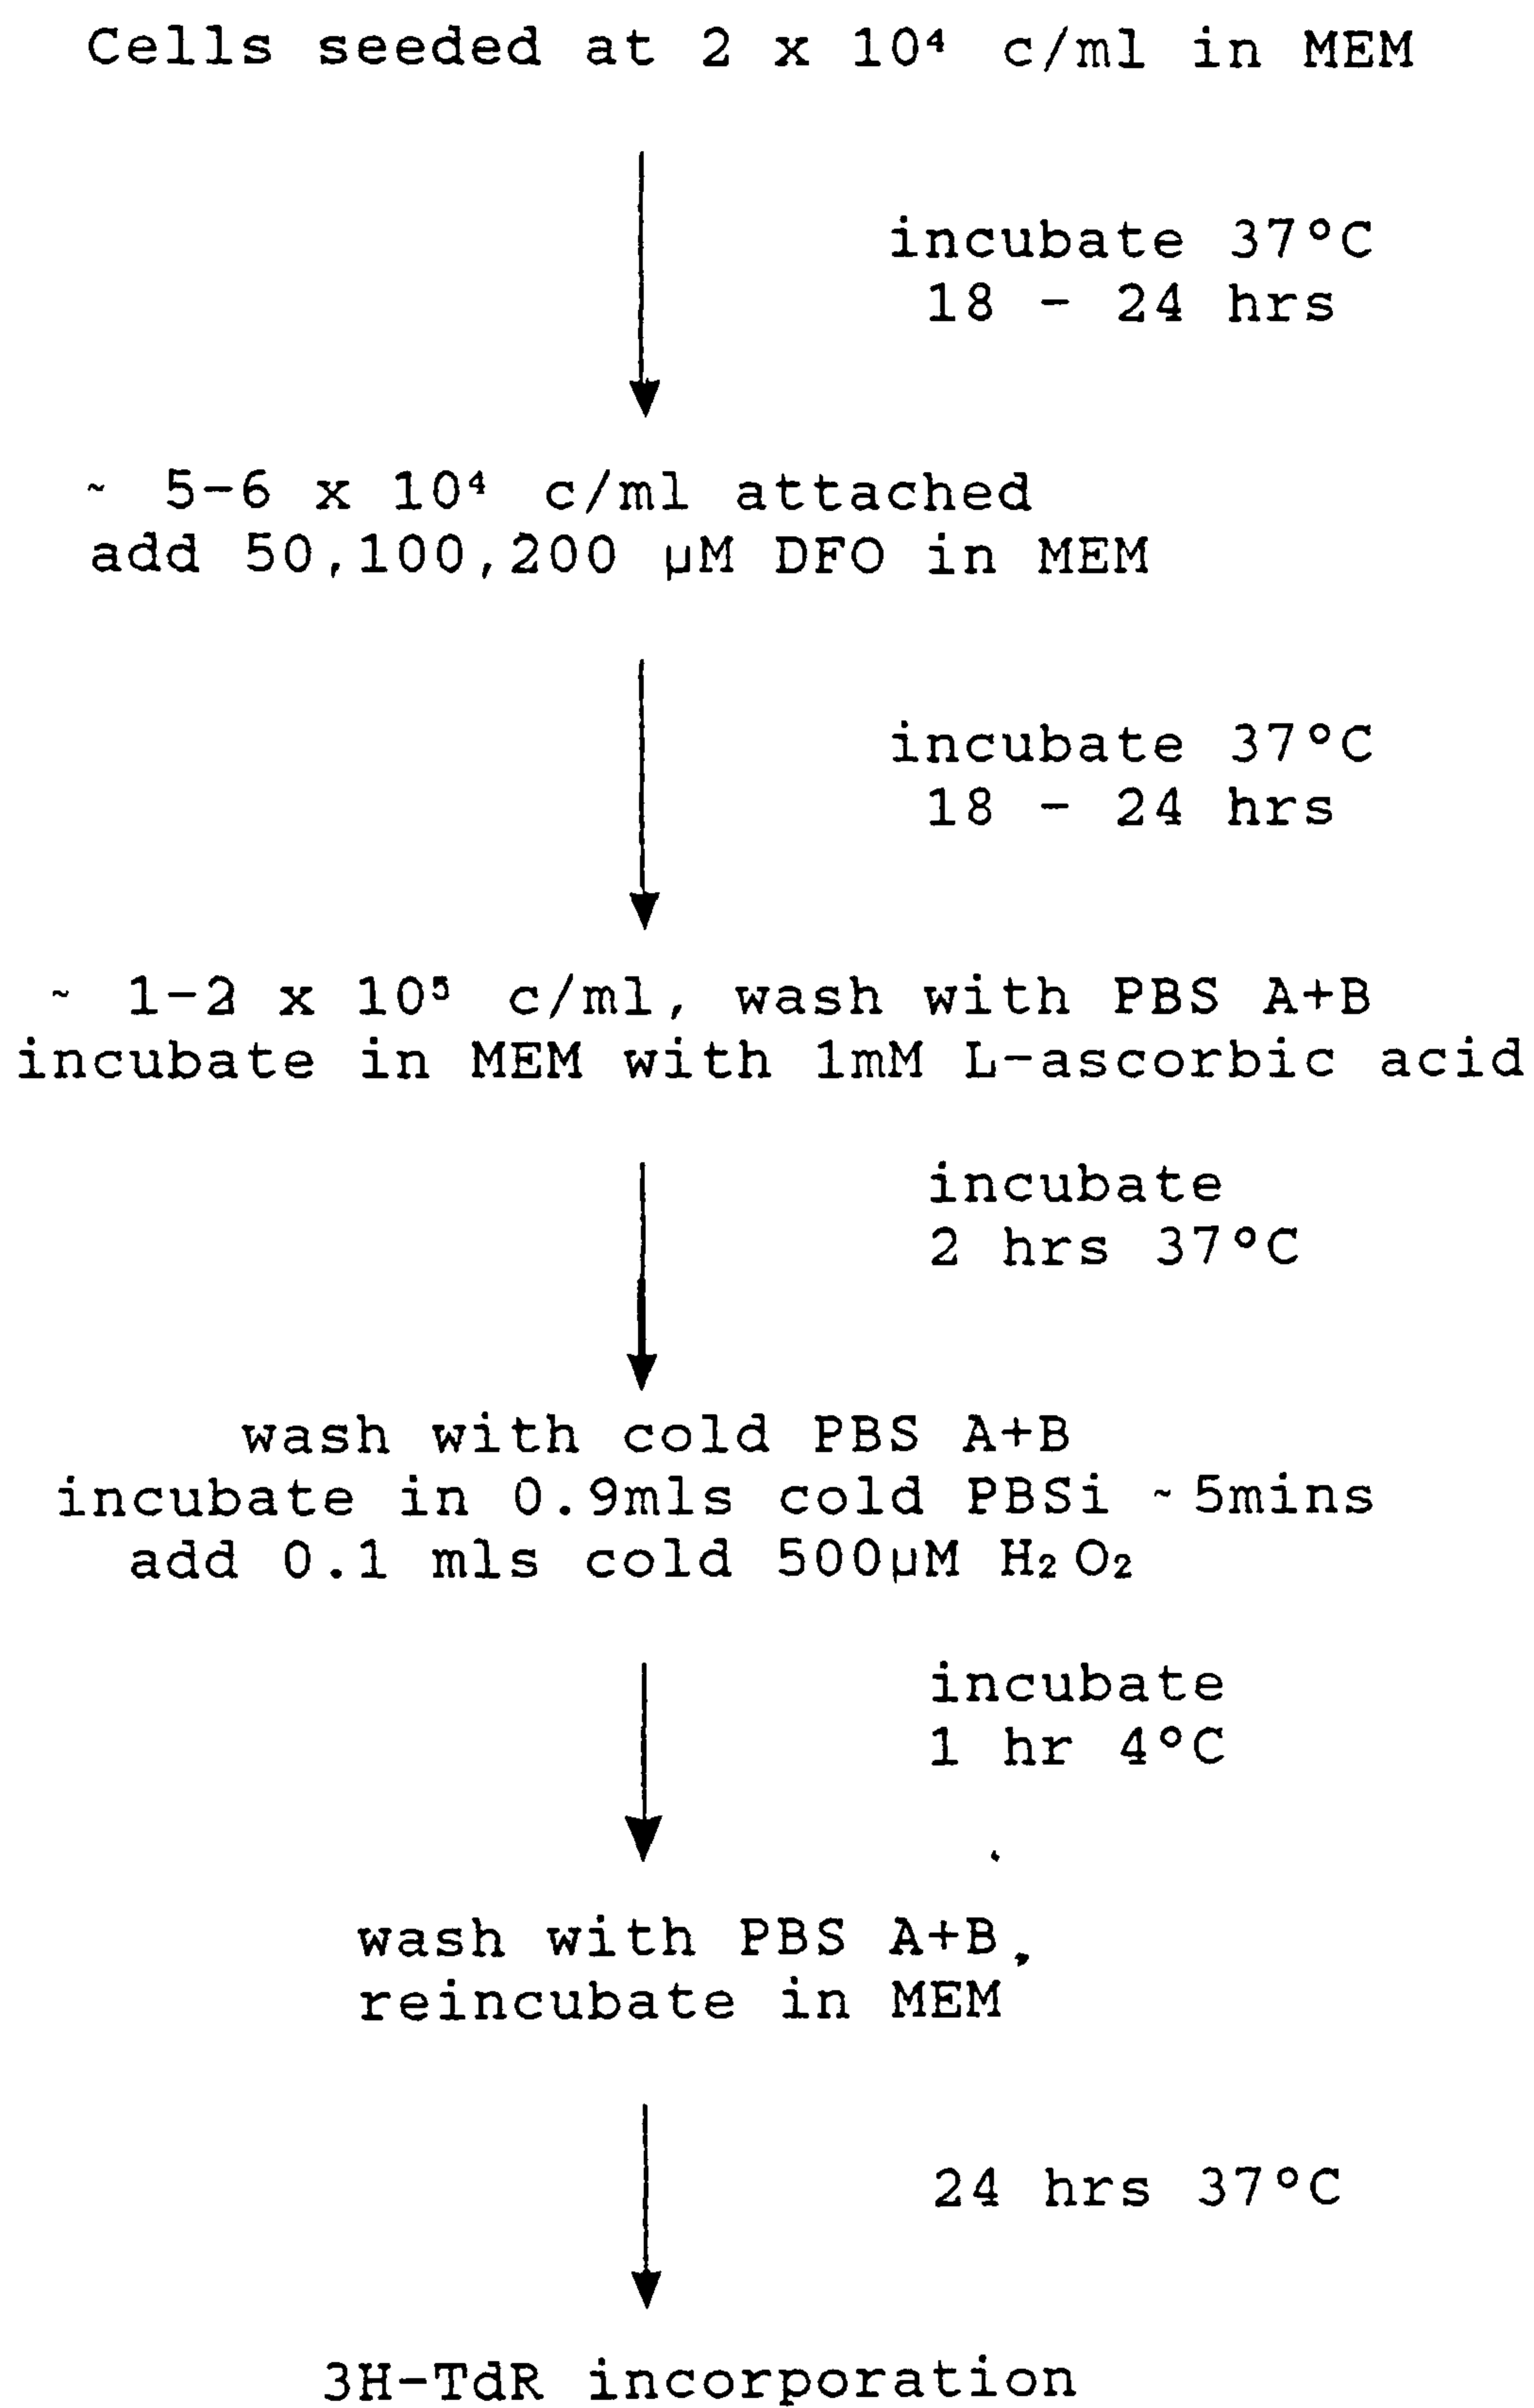 Cells seeded at 2 x 10⁴ c/ml in MEM
incubate 37°C
18 - 24 hrs
~ 5-6 x 10⁴ c/ml attached
add 50,100,200 µM DFO in MEM
incubate 37°C
18 - 24 hrs
~ 1-2 x 10⁵ c/ml, wash with PBS A+B
incubate in MEM with 1mM L-ascorbic acid
incubate
2 hrs 37°C
wash with cold PBS A+B
incubate in 0.9mls cold PBSi ~5mins
add 0.1 mls cold 500µM H₂O₂
incubate
1 hr 4°C
wash with PBS A+B,
reincubate in MEM
24 hrs 37°C
3H-TdR incorporation